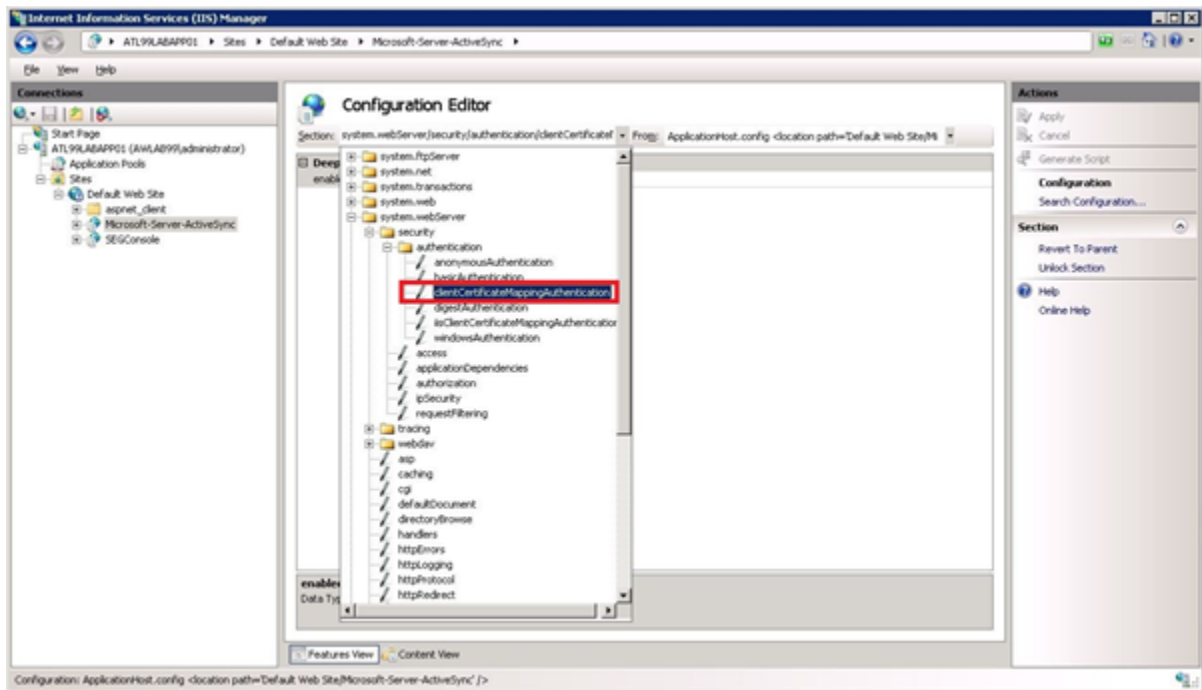 Internet Information Services (IIS) Manager
ATL99LABAPP01 Sites Default Web Site Microsoft-Server-ActiveSync
File View Help
Connections
Start Page
ATL99LABAPP01 (AWLAB99\administrator)
Application Pools
Sites
Default Web Site
aspnet_client
Microsoft-Server-ActiveSync
SEGConsole
Configuration Editor
Section: system.webServer/security/authentication/clientCertificateM From: ApplicationHost.config <location path='Default Web Site/Mi
Deep
enabl
system.ftpServer
system.net
system.transactions
system.web
system.webServer
security
authentication
anonymousAuthentication
basicAuthentication
clientCertificateMappingAuthentication
digestAuthentication
iisClientCertificateMappingAuthentication
windowsAuthentication
access
applicationDependencies
authorization
ipSecurity
requestFiltering
tracing
webdav
asp
caching
cgi
defaultDocument
directoryBrowse
handlers
httpErrors
httpLogging
httpProtocol
httpRedirect
enabled
Data Typ
Features View Content View
Actions
Apply
Cancel
Generate Script
Configuration
Search Configuration...
Section
Revert To Parent
Unlock Section
Help
Online Help
Configuration: ApplicationHost.config <location path='Default Web Site/Microsoft-Server-ActiveSync' />